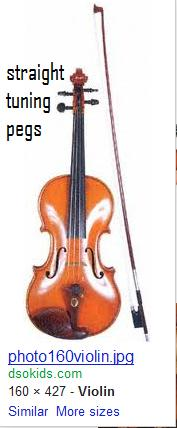 straight
tuning
pegs
photo160violin.jpg
dsokids.com
160 × 427 - Violin
Similar More sizes